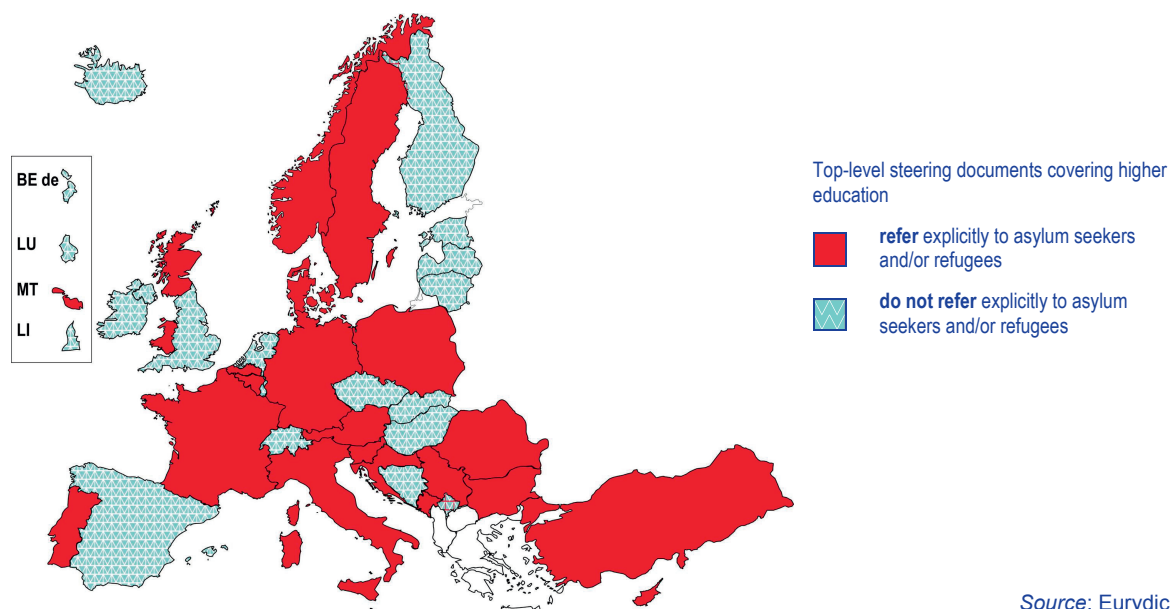 BE de
LU
MT
LI
Top-level steering documents covering higher
education
refer explicitly to asylum seekers
and/or refugees
do not refer explicitly to asylum
seekers and/or refugees
Source: Eurydic